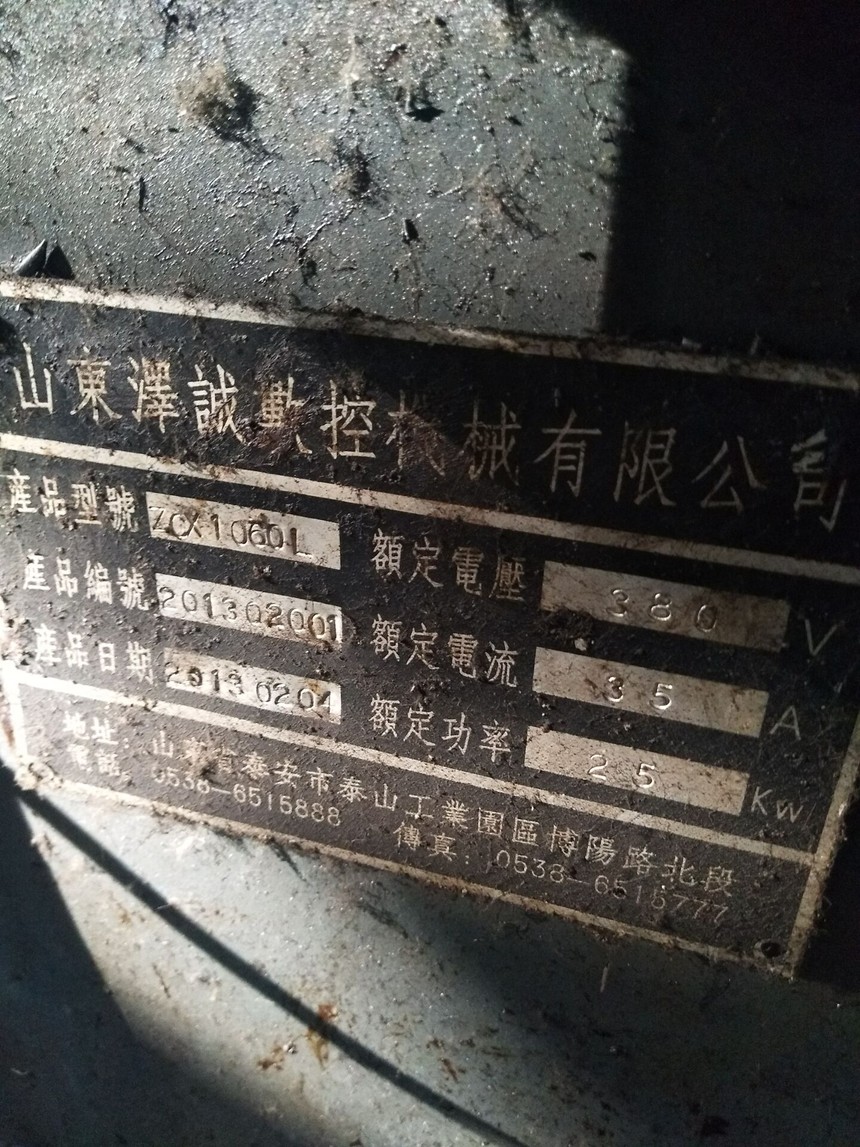 山東澤誠數控機械有限公司
產品型號 ZCX1060L 額定電壓 380 V
產品編號 201302001 額定電流 35 A
產品日期 20130204 額定功率 25 KW
地址：山東省泰安市泰山工業園區博陽路北段
電話：0538-6515888 傳真：0538-6515777